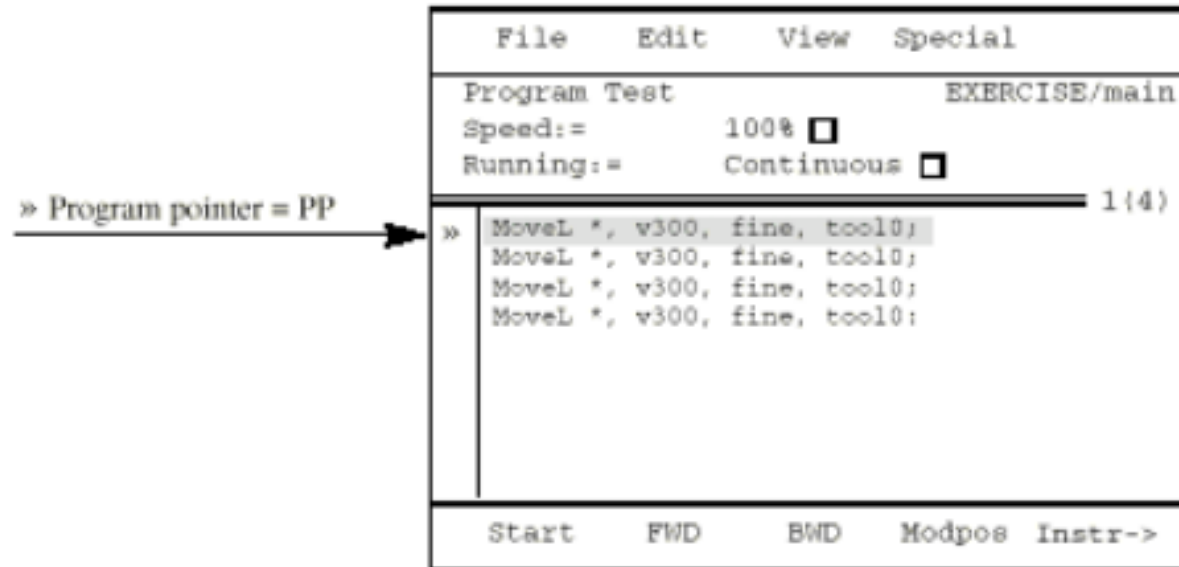 File Edit View Special
Program Test EXERCISE/main
Speed:= 100%
Running:= Continuous
1(4)
» Program pointer = PP
» MoveL *, v300, fine, tool0;
MoveL *, v300, fine, tool0;
MoveL *, v300, fine, tool0;
MoveL *, v300, fine, tool0;
Start FWD BWD Modpos Instr->